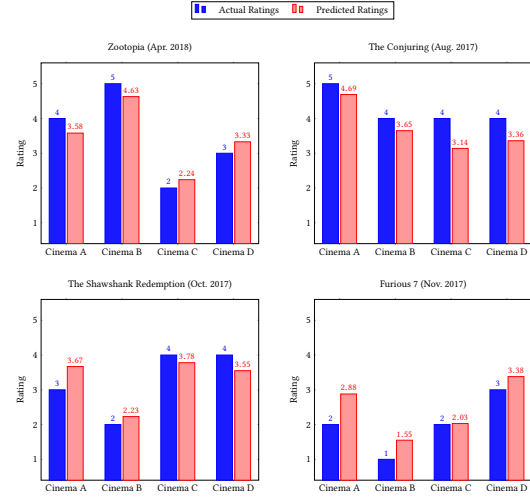 Actual Ratings Predicted Ratings
Zootopia (Apr. 2018)
Rating
5
4
3
2
1
4 3.58
5 4.63
2 2.24
3 3.33
Cinema A Cinema B Cinema C Cinema D
The Conjuring (Aug. 2017)
Rating
5
4
3
2
1
5 4.69
4 3.65
4 3.14
4 3.36
Cinema A Cinema B Cinema C Cinema D
The Shawshank Redemption (Oct. 2017)
Rating
5
4
3
2
1
3 3.67
2 2.23
4 3.78
4 3.55
Cinema A Cinema B Cinema C Cinema D
Furious 7 (Nov. 2017)
Rating
5
4
3
2
1
2 2.88
1 1.55
2 2.03
3 3.38
Cinema A Cinema B Cinema C Cinema D